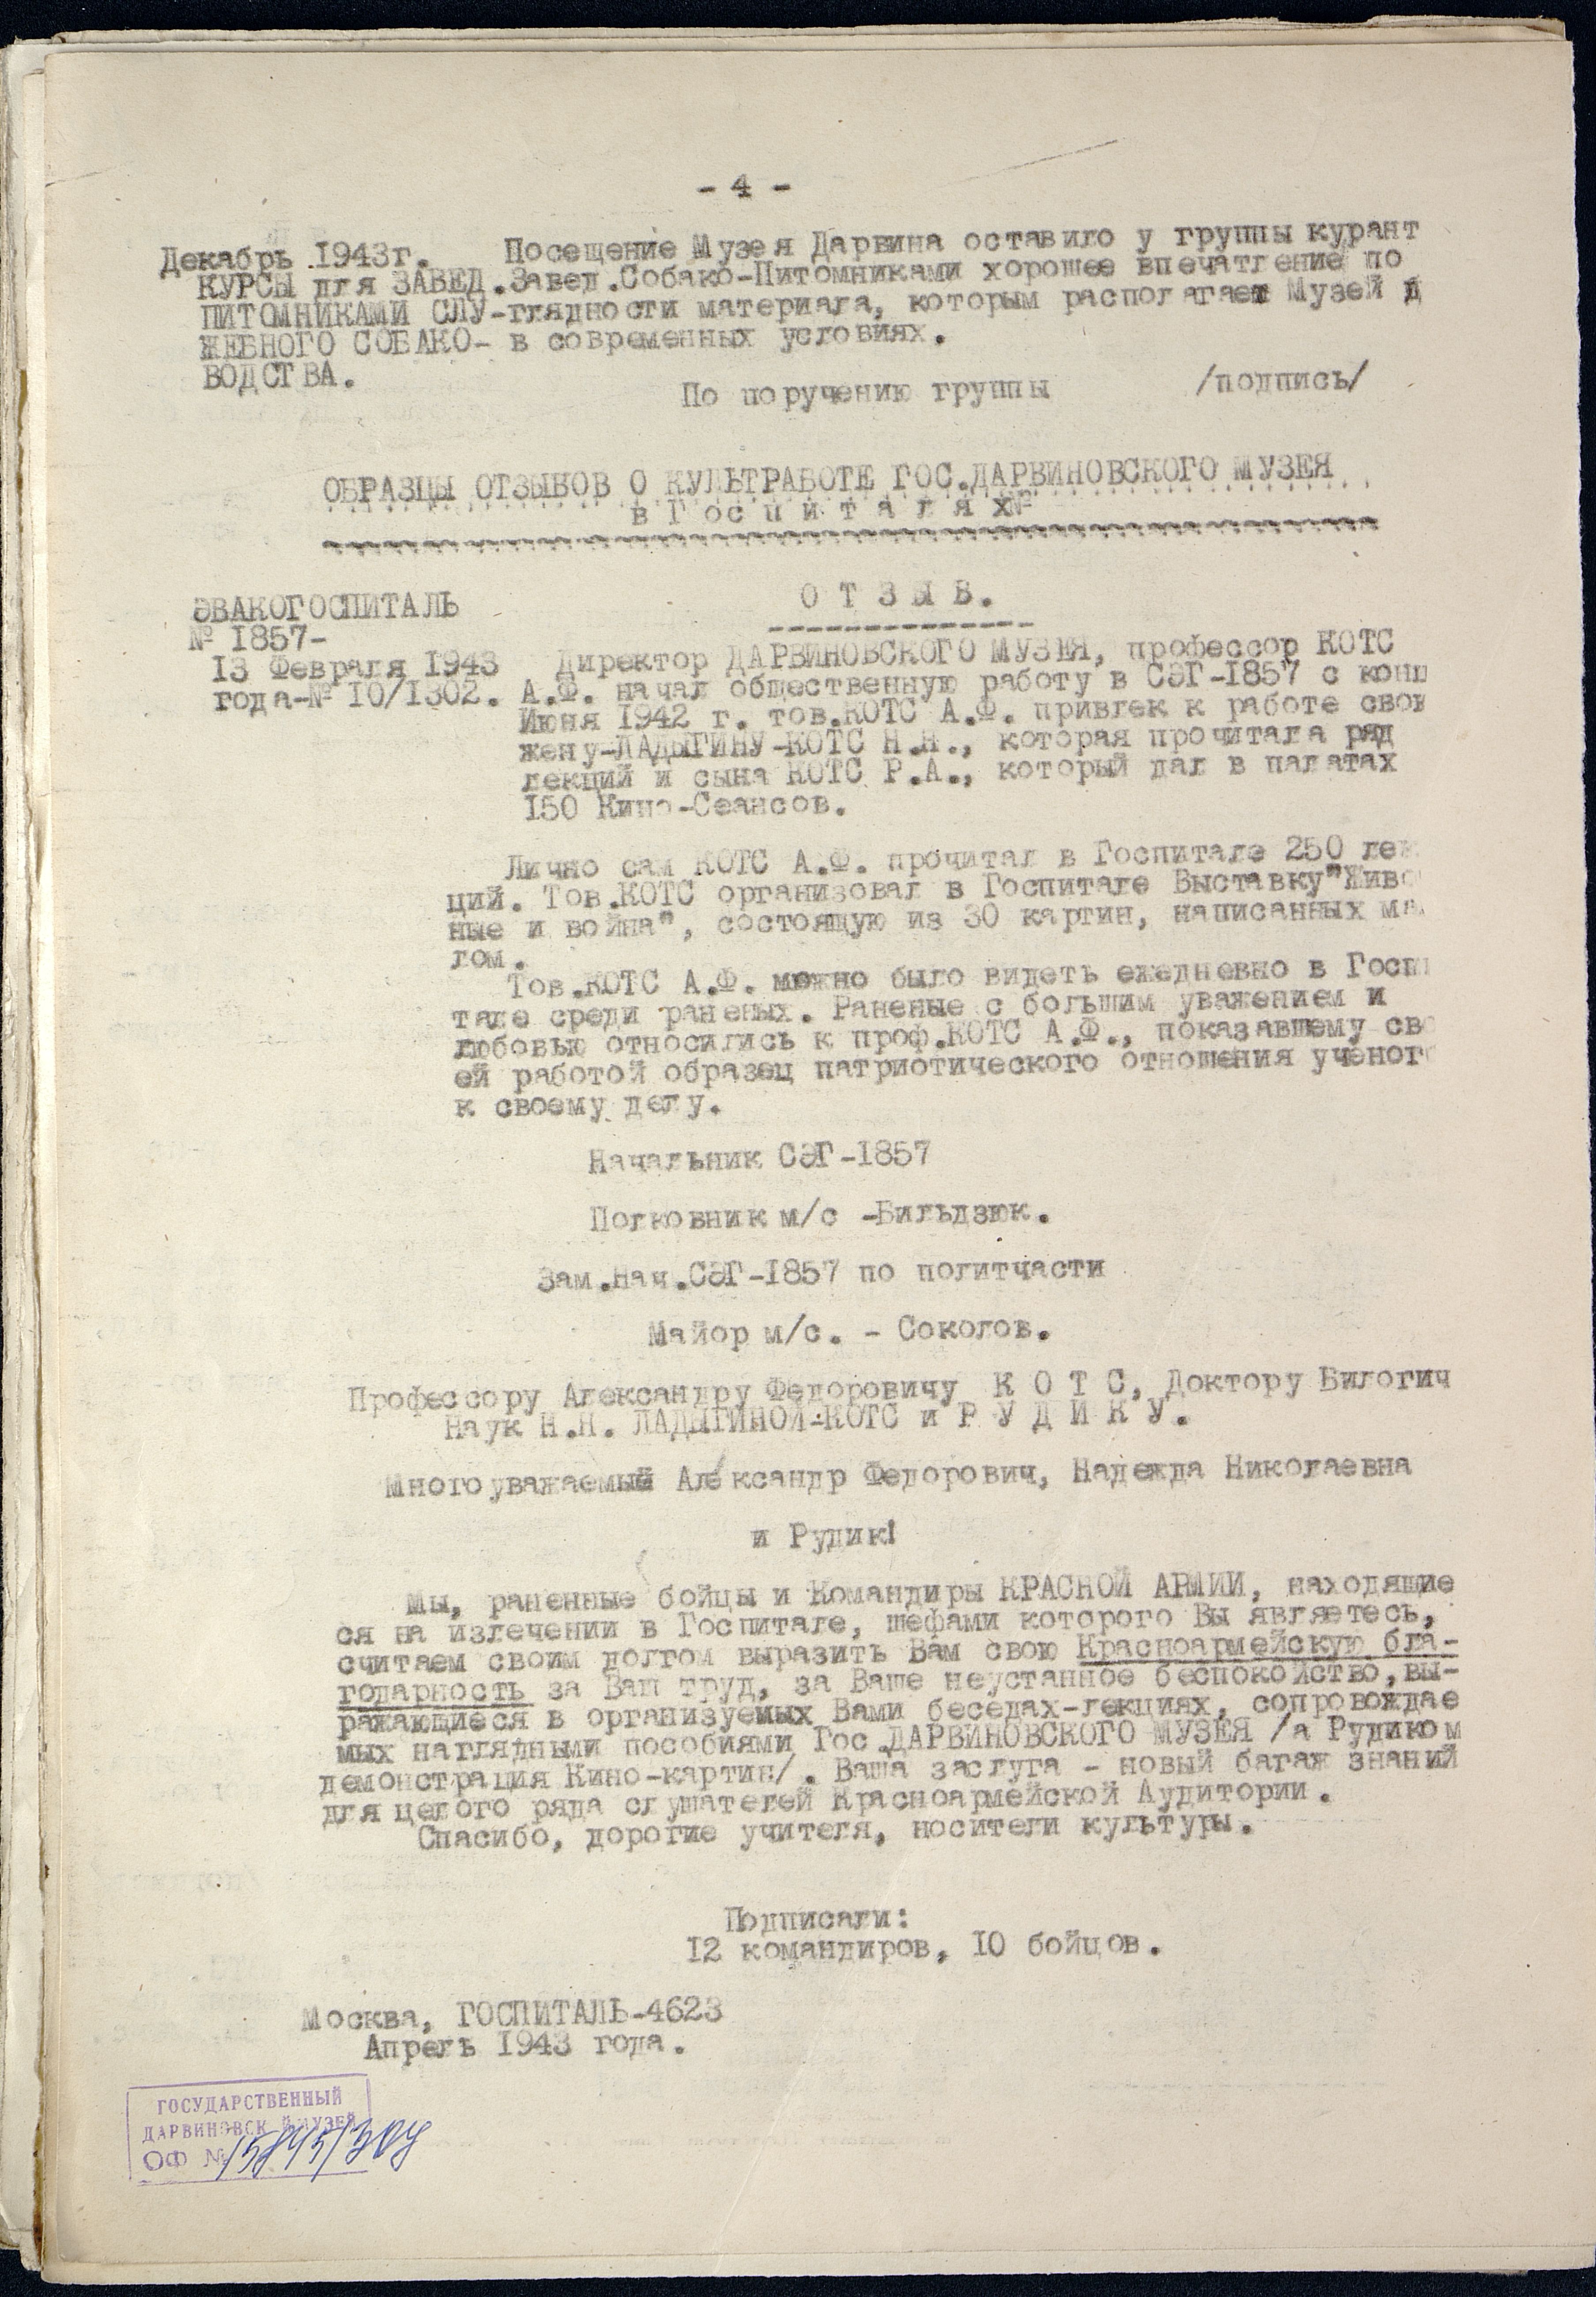 - 4 -
Декабрь 1943г. Посещение Музея Дарвина оставило у группы курант
КУРСЫ для ЗАВЕД. Завед.Собако-Питомниками хорошее впечатление по
ПИТОМНИКАМИ СЛУ-глядности материала, которым располагает Музей д
ЖЕБНОГО СОБАКО- в современных условиях.
ВОДСТВА.
По поручению группы /подпись/
ОБРАЗЦЫ ОТЗЫВОВ О КУЛЬТРАБОТЕ ГОС.ДАРВИНОВСКОГО МУЗЕЯ
в Г о с п и т а л я х №
О Т З Ы В.
ЭВАКОГОСПИТАЛЬ
№ 1857-
13 Февраля 1943 Директор ДАРВИНОВСКОГО МУЗЕЯ, профессор КОТС
года-№ 10/1302. А.Ф. начал общественную работу в СЭГ-1857 с конц
Июня 1942 г. тов.КОТС А.Ф. привлек к работе свою
жену-ЛАДЫГИНУ-КОТС Н.Н., которая прочитала ряд
лекций и сына КОТС Р.А., который дал в палатах
150 Кино-Сеансов.
Лично сам КОТС А.Ф. прочитал в Госпитале 250 лек
ций. Тов.КОТС организовал в Госпитале Выставку "Живо
ные и война", состоящую из 30 картин, написанных мас
лом.
Тов.КОТС А.Ф. можно было видеть ежедневно в Госпи
тале среди раненых. Раненые с большим уважением и
любовью относились к проф.КОТС А.Ф., показавшему сво
ей работой образец патриотического отношения ученого
к своему делу.
Начальник СЭГ-1857
Полковник м/с -Бильдзюк.
Зам.Нач.СЭГ-1857 по политчасти
Майор м/с. - Соколов.
Профессору Александру Федоровичу К О Т С, Доктору Билогич
Наук Н.Н. ЛАДЫГИНОЙ-КОТС и Р У Д И К У.
Многоуважаемый Александр Федорович, Надежда Николаевна
и Рудик!
Мы, раненные бойцы и Командиры КРАСНОЙ АРМИИ, находящие
ся на излечении в Госпитале, шефами которого Вы являетесь,
считаем своим долгом выразить Вам свою Красноармейскую бла-
годарность за Ваш труд, за Ваше неустанное беспокойство, вы-
ражающиеся в организуемых Вами беседах-лекциях, сопровождае
мых наглядными пособиями Гос.ДАРВИНОВСКОГО МУЗЕЯ /а Рудиком
демонстрация Кино-картин/. Ваша заслуга - новый багаж знаний
для целого ряда слушателей Красноармейской Аудитории.
Спасибо, дорогие учителя, носители культуры.
Подписали:
12 командиров, 10 бойцов.
Москва, ГОСПИТАЛЬ-4623
Апрель 1943 года.
ГОСУДАРСТВЕННЫЙ
ДАРВИНОВСК Й МУЗЕЙ
ОФ №